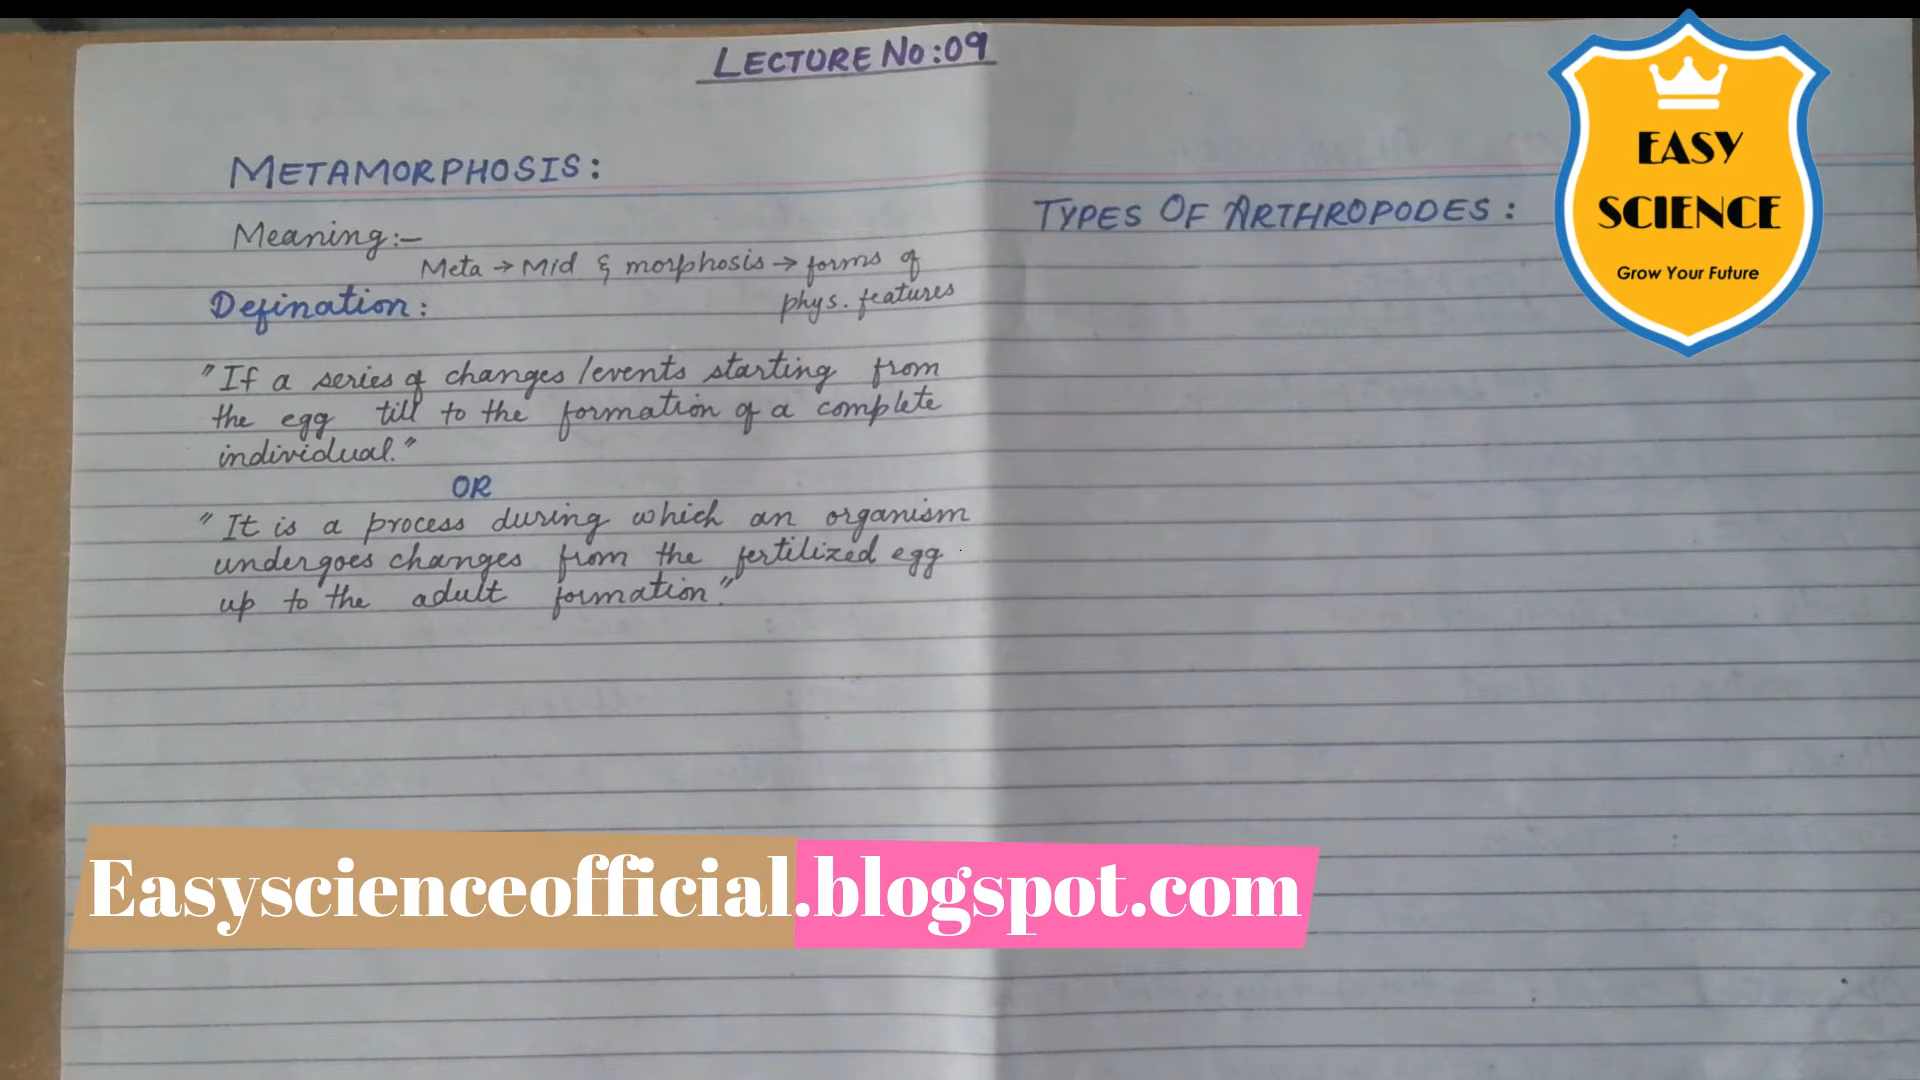 LECTURE No:09
METAMORPHOSIS:
Meaning:-
Meta → Mid & morphosis → forms of
phys. features
Defination:
"If a series of changes/events starting from
the egg till to the formation of a complete
individual."
OR
"It is a process during which an organism
undergoes changes from the fertilized egg
up to the adult formation."
TYPES OF ARTHROPODES:
EASY
SCIENCE
Grow Your Future
Easyscienceofficial.blogspot.com